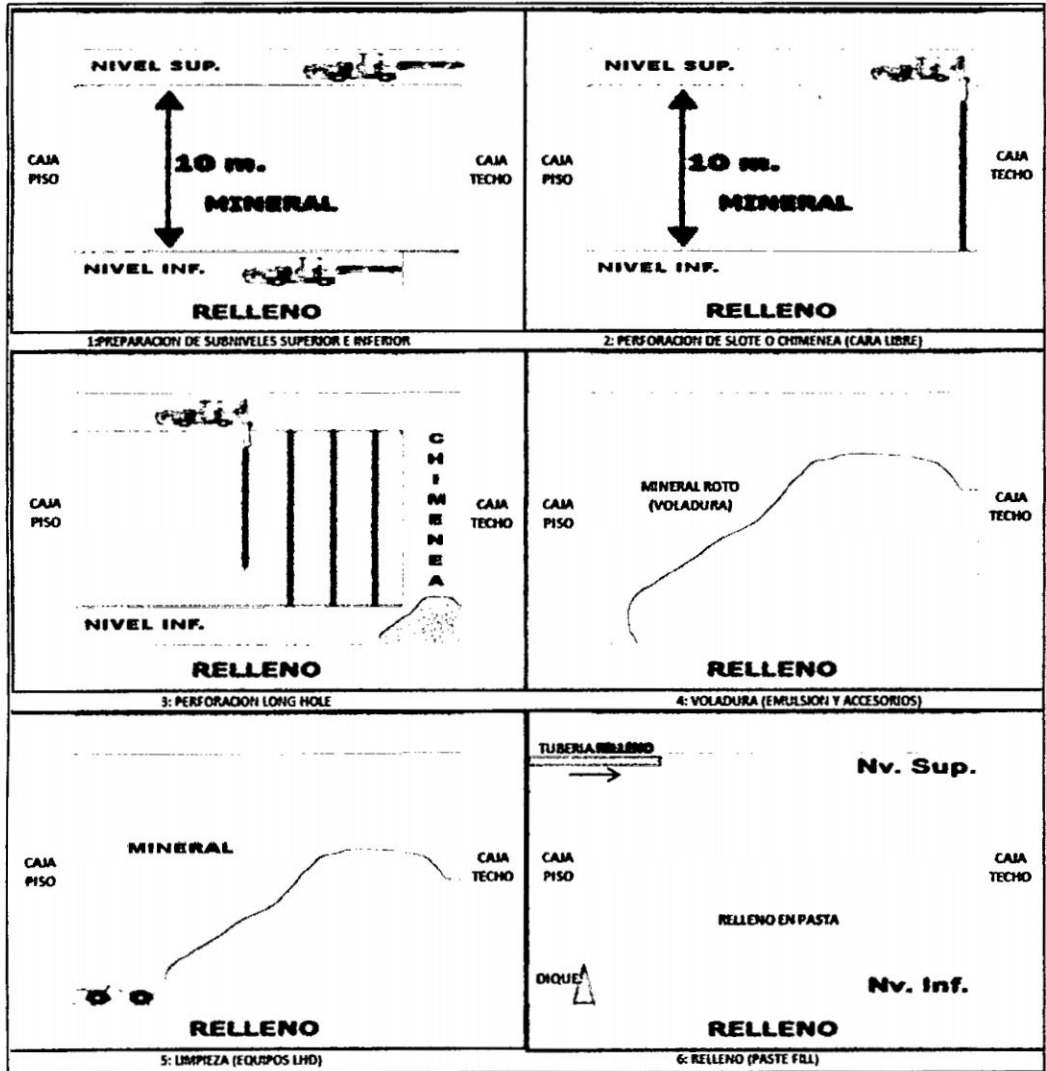 NIVEL SUP.
10 m.
CAJA
PISO
CAJA
TECHO
MINERAL
NIVEL INF.
RELLENO
1:PREPARACION DE SUBNIVELES SUPERIOR E INFERIOR
NIVEL SUP.
10 m.
CAJA
PISO
CAJA
TECHO
MINERAL
NIVEL INF.
RELLENO
2: PERFORACION DE SLOTE O CHIMENEA (CARA LIBRE)
CHIMENEA
CAJA
PISO
CAJA
TECHO
NIVEL INF.
RELLENO
3: PERFORACION LONG HOLE
MINERAL ROTO
(VOLADURA)
CAJA
PISO
CAJA
TECHO
RELLENO
4: VOLADURA (EMULSION Y ACCESORIOS)
MINERAL
CAJA
PISO
CAJA
TECHO
RELLENO
5: LIMPIEZA (EQUIPOS LHD)
TUBERIA RELLENO
Nv. Sup.
CAJA
PISO
CAJA
TECHO
RELLENO EN PASTA
DIQUE
Nv. Inf.
RELLENO
6: RELLENO (PASTE FILL)